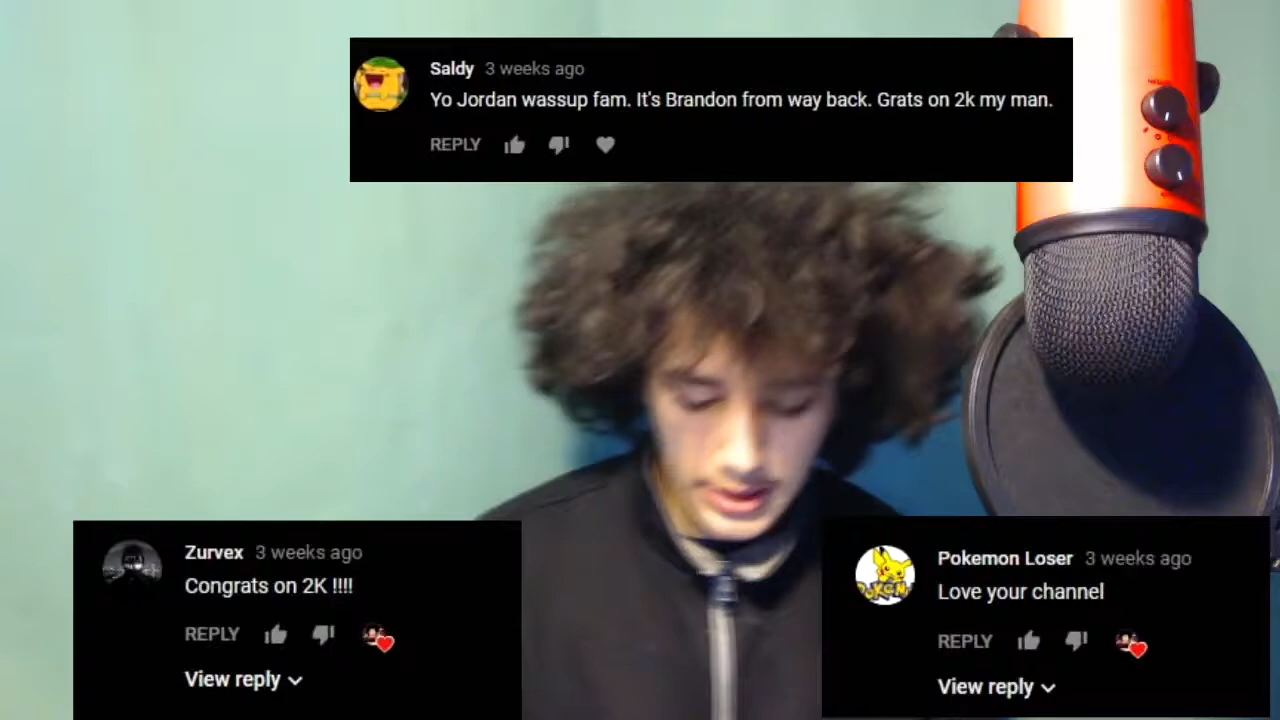 Saldy 3 weeks ago
Yo Jordan wassup fam. It's Brandon from way back. Grats on 2k my man.
REPLY
Zurvex 3 weeks ago
Congrats on 2K !!!!
REPLY
View reply
Pokemon Loser 3 weeks ago
Love your channel
REPLY
View reply